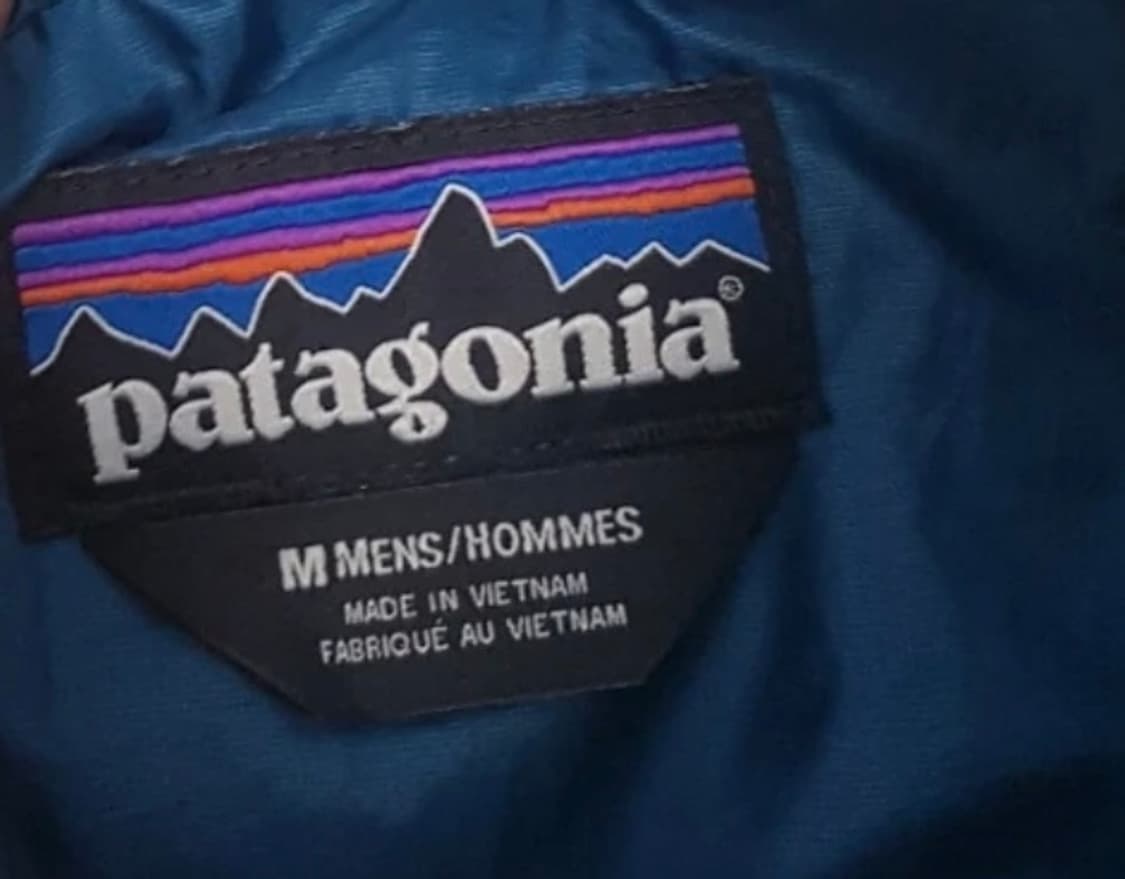 patagonia®
M MENS/HOMMES
MADE IN VIETNAM
FABRIQUÉ AU VIETNAM